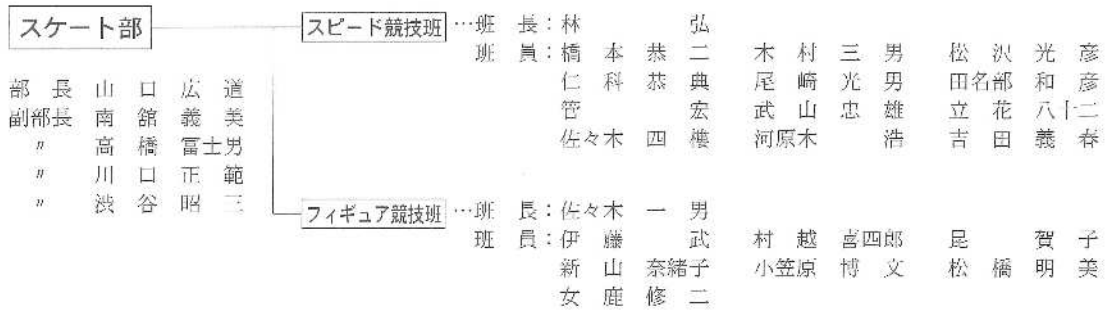 スケート部
部長 山口広道
副部長 南舘義美
〃 高橋冨士男
〃 川口正範
〃 渋谷昭三
スピード競技班…班長：林弘
班員：橋本恭二 木村三男 松沢光彦
仁科恭典 尾崎光男 田名部和彦
管宏 武山忠雄 立花八十二
佐々木四樓 河原木浩 吉田義春
フィギュア競技班…班長：佐々木一男
班員：伊藤武 村越喜四郎 昆賀子
新山奈緒子 小笠原博文 松橋明美
女鹿修二